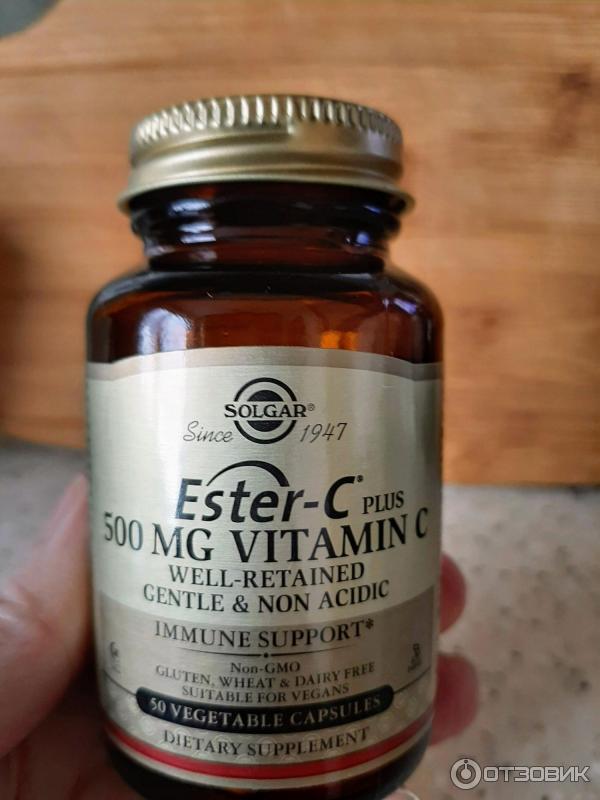 SOLGAR®
Since 1947
Ester-C® PLUS
500 MG VITAMIN C
WELL-RETAINED
GENTLE & NON ACIDIC
IMMUNE SUPPORT*
Non-GMO
GLUTEN, WHEAT & DAIRY FREE
SUITABLE FOR VEGANS
50 VEGETABLE CAPSULES
DIETARY SUPPLEMENT
ОТЗОВИК